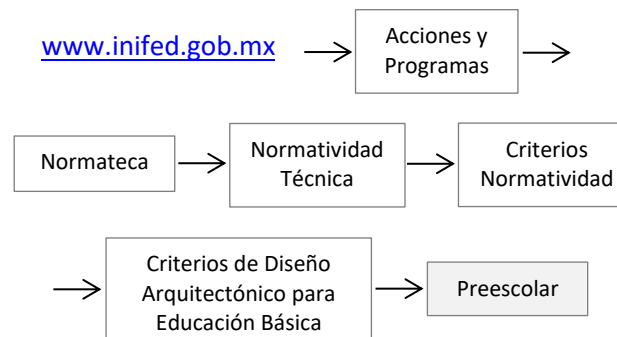 www.inifed.gob.mx
Acciones y
Programas
Normateca
Normatividad
Técnica
Criterios
Normatividad
Criterios de Diseño
Arquitectónico para
Educación Básica
Preescolar